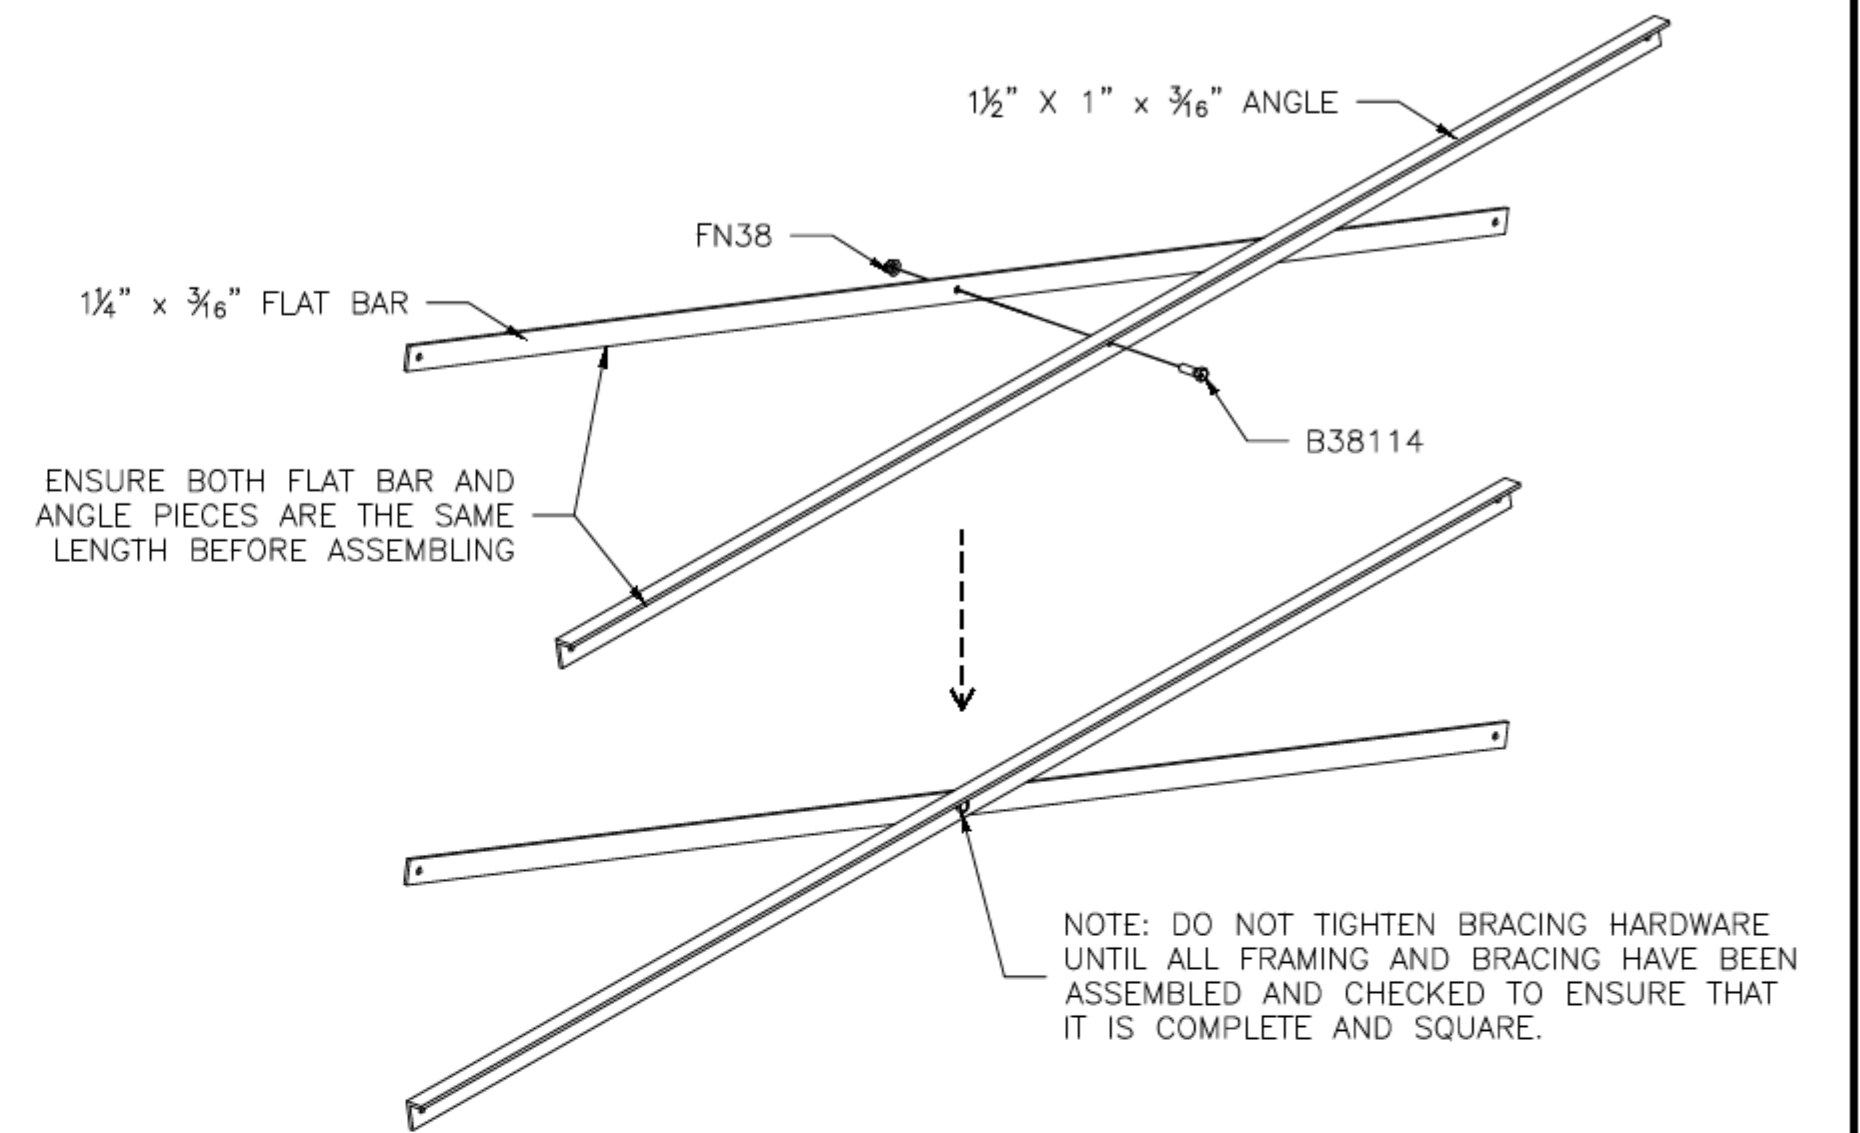 1½" X 1" x ³⁄₁₆" ANGLE
FN38
1¼" x ³⁄₁₆" FLAT BAR
B38114
ENSURE BOTH FLAT BAR AND
ANGLE PIECES ARE THE SAME
LENGTH BEFORE ASSEMBLING
NOTE: DO NOT TIGHTEN BRACING HARDWARE
UNTIL ALL FRAMING AND BRACING HAVE BEEN
ASSEMBLED AND CHECKED TO ENSURE THAT
IT IS COMPLETE AND SQUARE.